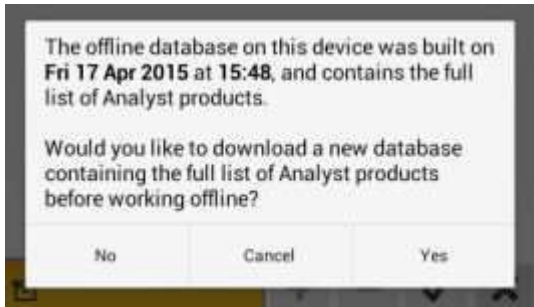 The offline database on this device was built on
Fri 17 Apr 2015 at 15:48, and contains the full
list of Analyst products.
Would you like to download a new database
containing the full list of Analyst products
before working offline?
No Cancel Yes